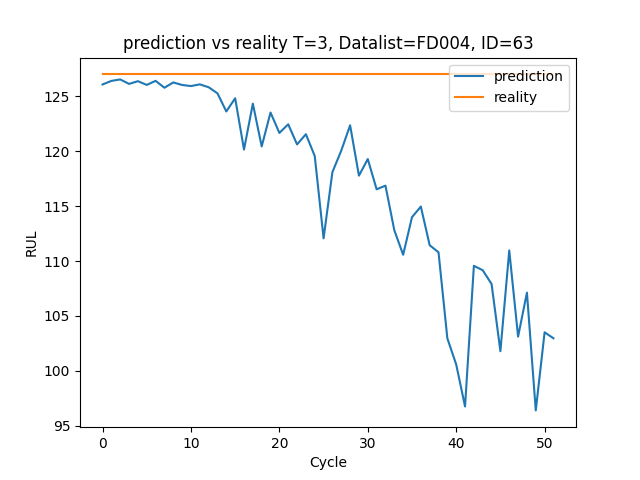 prediction vs reality T=3, Datalist=FD004, ID=63
prediction
reality
125
120
115
110
105
100
95
RUL
0 10 20 30 40 50
Cycle